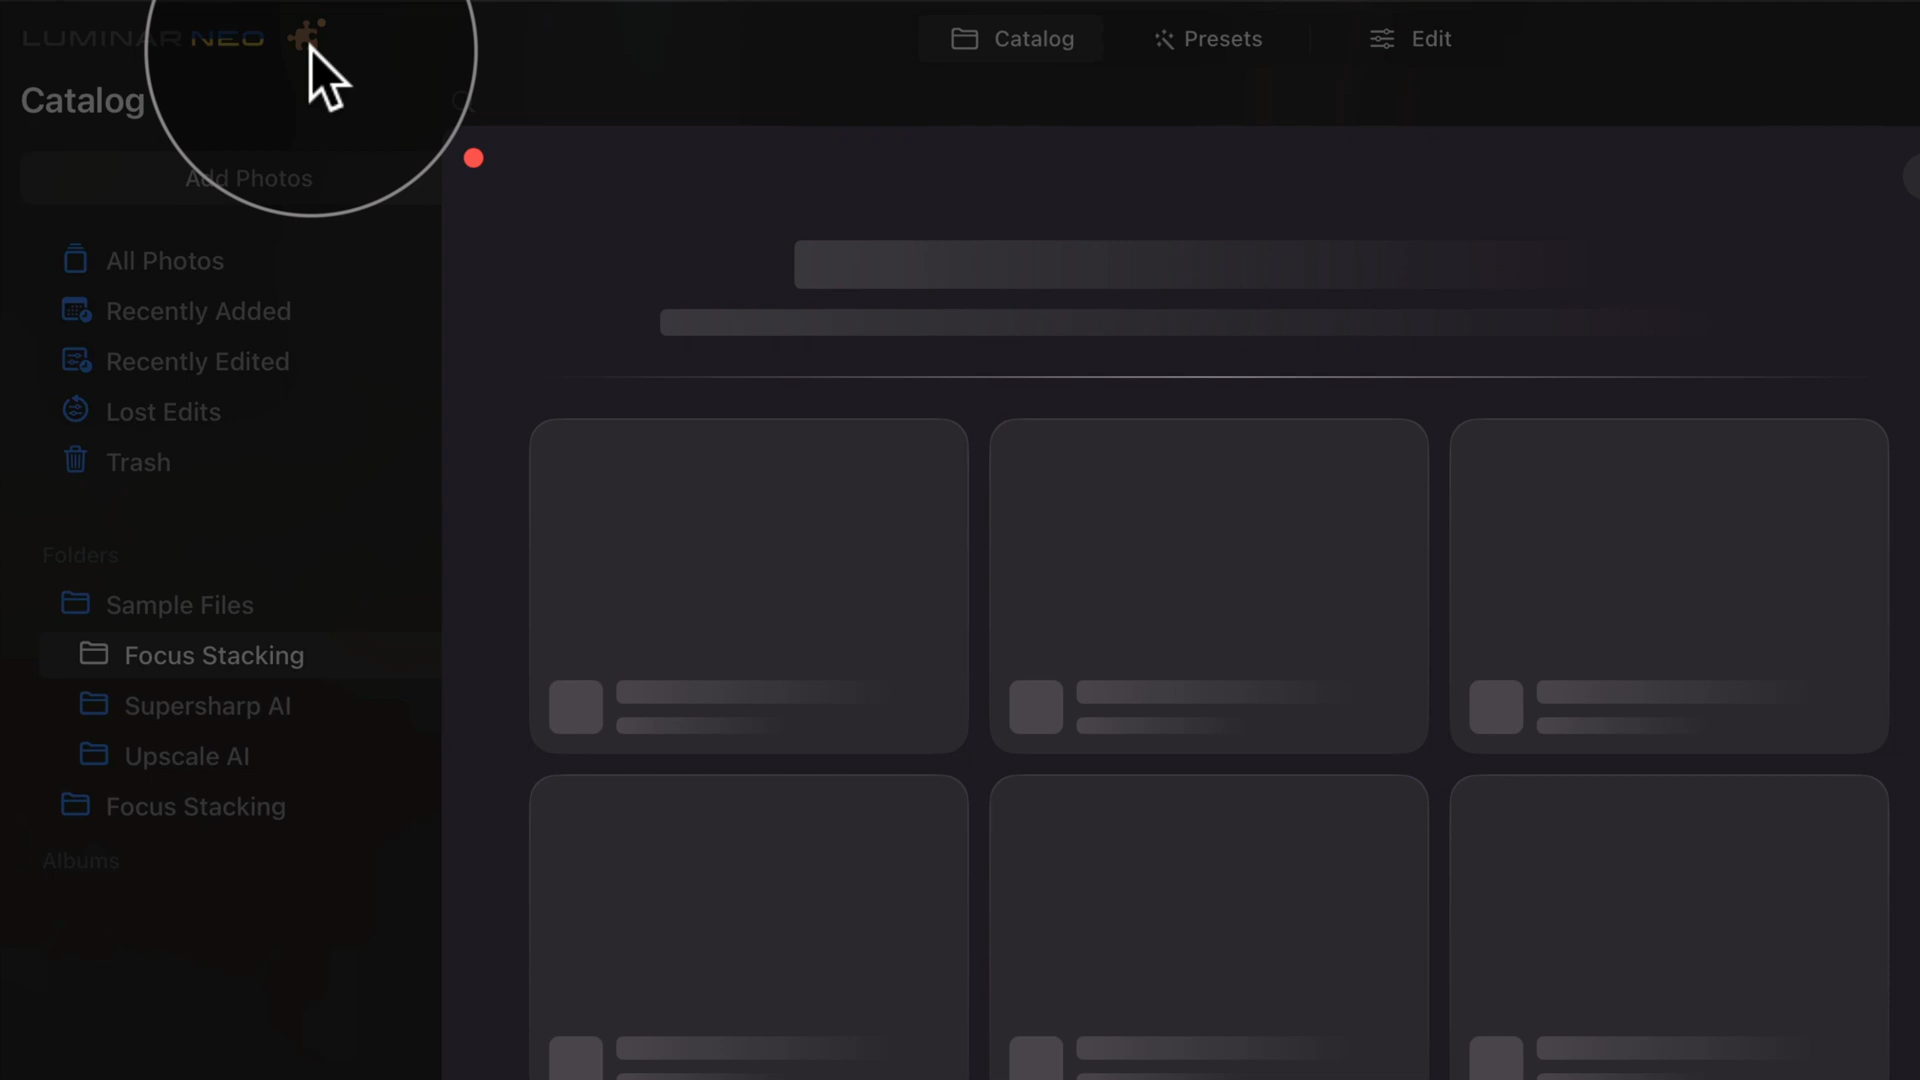 LUMINAR NEO
Catalog
Presets
Edit
Catalog
Add Photos
All Photos
Recently Added
Recently Edited
Lost Edits
Trash
Folders
Sample Files
Focus Stacking
Supersharp AI
Upscale AI
Focus Stacking
Albums